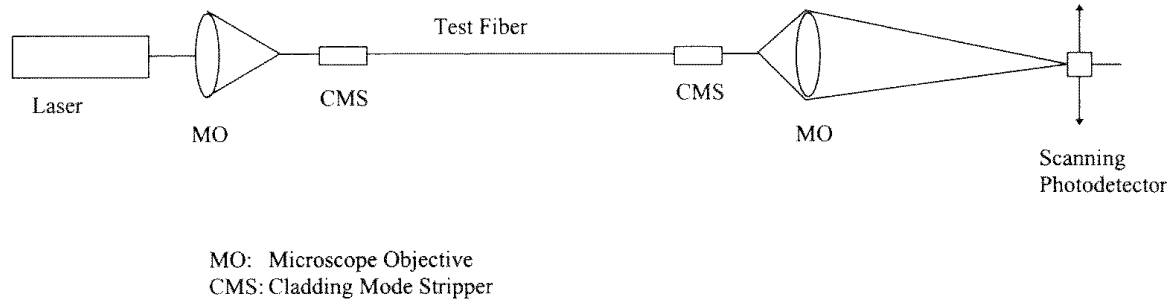 Test Fiber
CMS
CMS
Laser
MO
MO
Scanning
Photodetector
MO: Microscope Objective
CMS: Cladding Mode Stripper